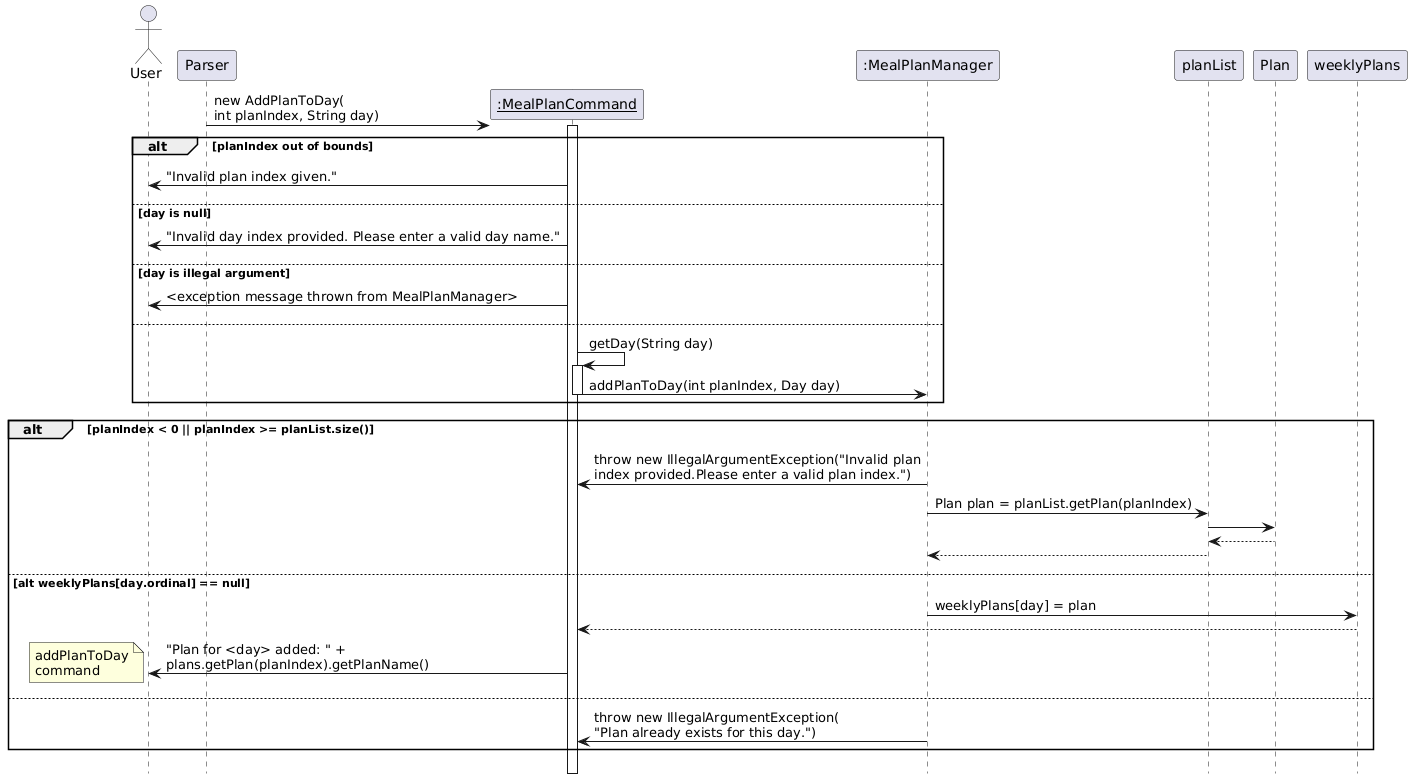 User
Parser
:MealPlanManager
planList
Plan
weeklyPlans
new AddPlanToDay(
int planIndex, String day)
:MealPlanCommand
alt
[planIndex out of bounds]
"Invalid plan index given."
[day is null]
"Invalid day index provided. Please enter a valid day name."
[day is illegal argument]
<exception message thrown from MealPlanManager>
getDay(String day)
addPlanToDay(int planIndex, Day day)
alt
[planIndex < 0 || planIndex >= planList.size()]
throw new IllegalArgumentException("Invalid plan
index provided.Please enter a valid plan index.")
Plan plan = planList.getPlan(planIndex)
[alt weeklyPlans[day.ordinal] == null]
weeklyPlans[day] = plan
addPlanToDay
command
"Plan for <day> added: " +
plans.getPlan(planIndex).getPlanName()
throw new IllegalArgumentException(
"Plan already exists for this day.")